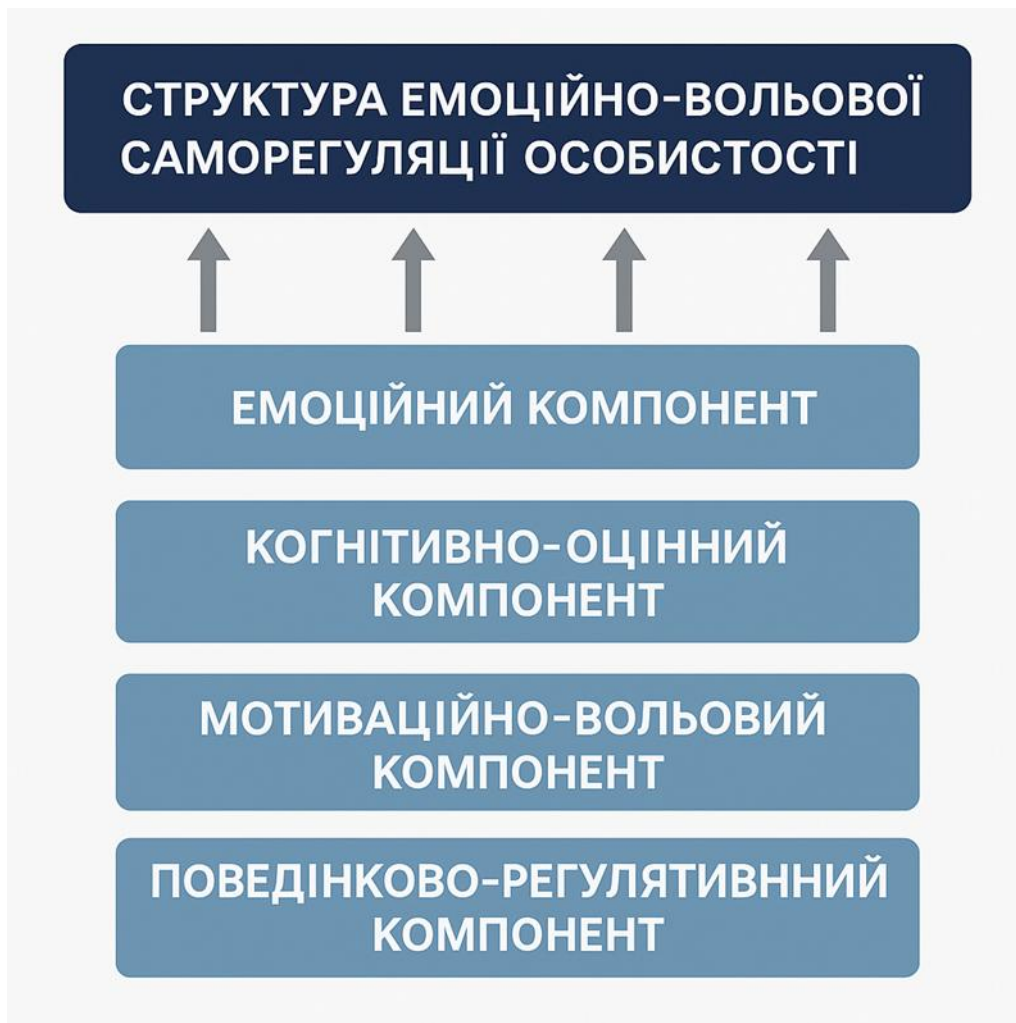 СТРУКТУРА ЕМОЦІЙНО-ВОЛЬОВОЇ
САМОРЕГУЛЯЦІЇ ОСОБИСТОСТІ
ЕМОЦІЙНИЙ КОМПОНЕНТ
КОГНІТИВНО-ОЦІННИЙ
КОМПОНЕНТ
МОТИВАЦІЙНО-ВОЛЬОВИЙ
КОМПОНЕНТ
ПОВЕДІНКОВО-РЕГУЛЯТИВННИЙ
КОМПОНЕНТ